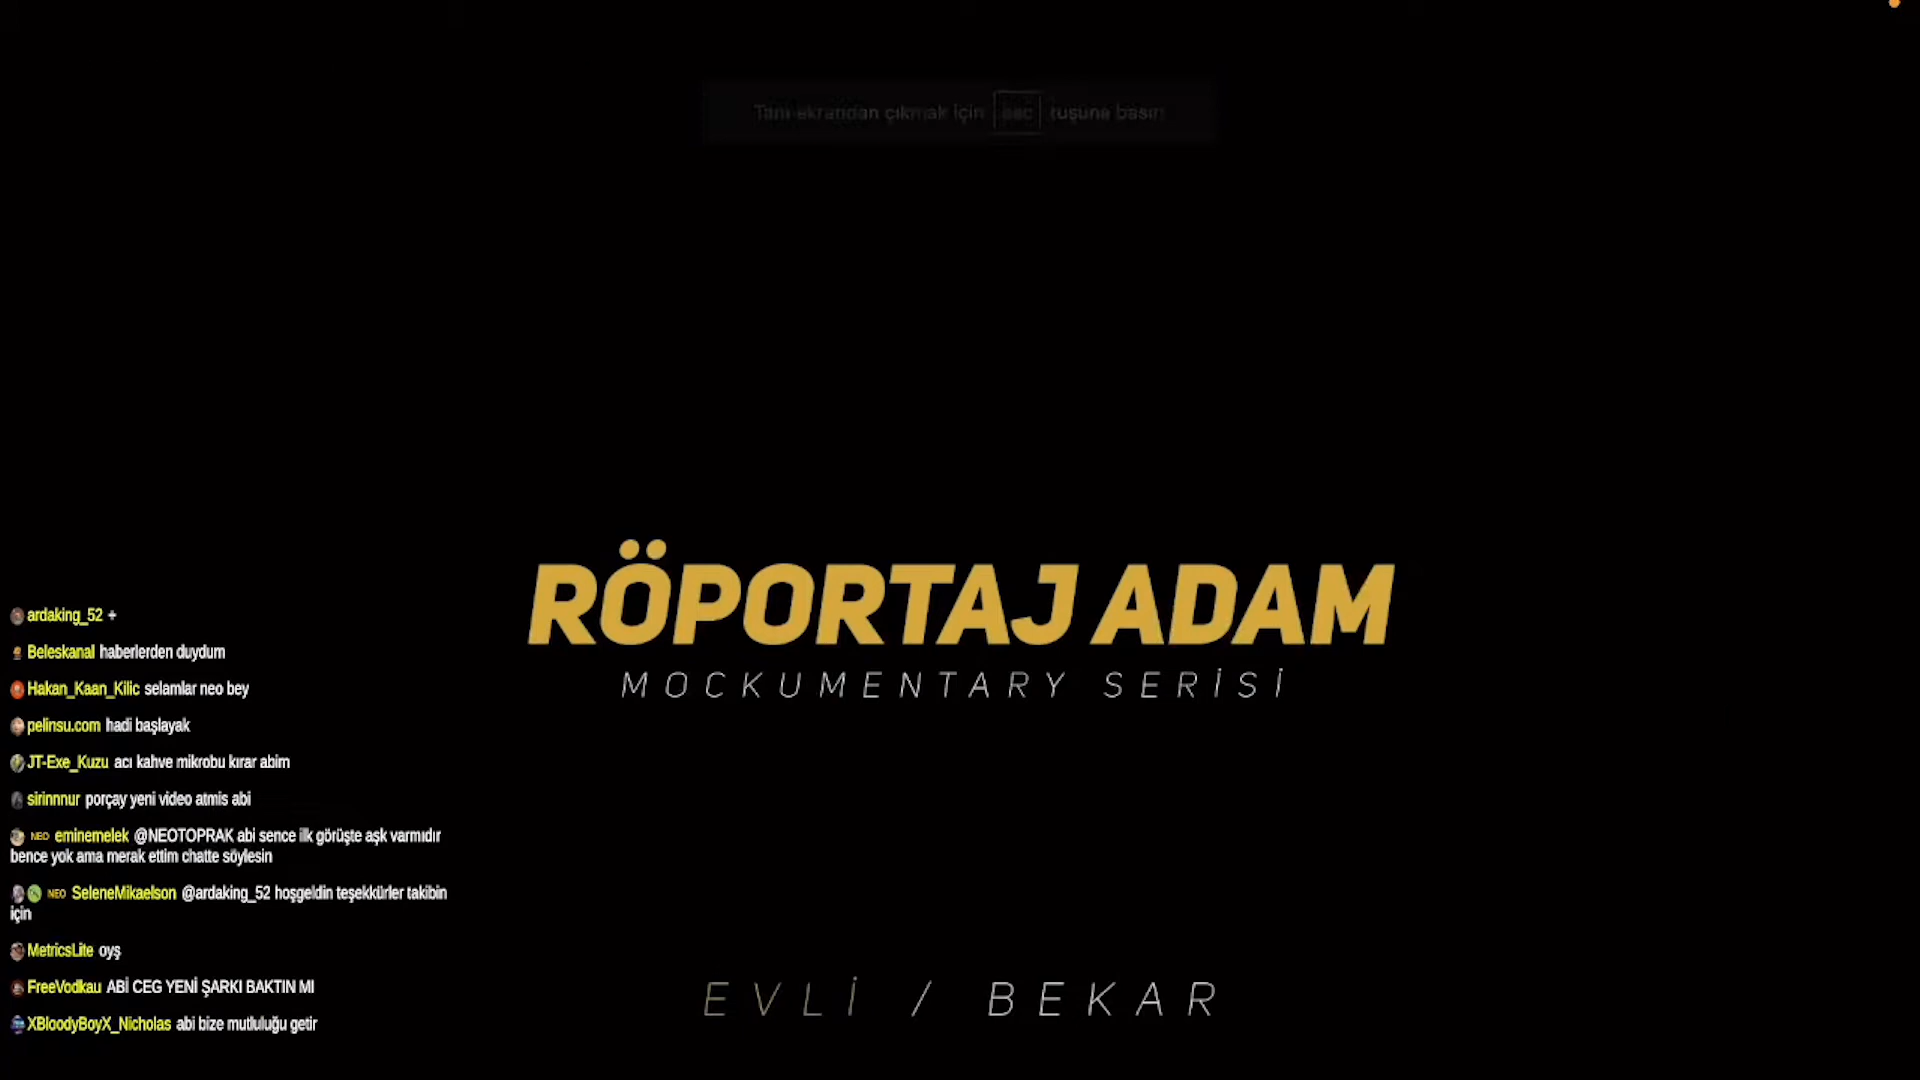 Tam ekrandan çıkmak için esc tuşuna basın
RÖPORTAJ ADAM
MOCKUMENTARY SERİSİ
ardaking_52 +
Beleskanal haberlerden duydum
Hakan_Kaan_Kilic selamlar neo bey
pelinsu.com hadi başlayak
JT-Exe_Kuzu acı kahve mikrobu kırar abim
sirinnnur porçay yeni video atmis abi
NEO eminemelek @NEOTOPRAK abi sence ilk görüşte aşk varmıdır
bence yok ama merak ettim chatte söylesin
NEO SeleneMikaelson @ardaking_52 hoşgeldin teşekkürler takibin
için
MetricsLite oyş
FreeVodkau ABİ CEG YENİ ŞARKI BAKTIN MI
XBloodyBoyX_Nicholas abi bize mutluluğu getir
EVLİ / BEKAR